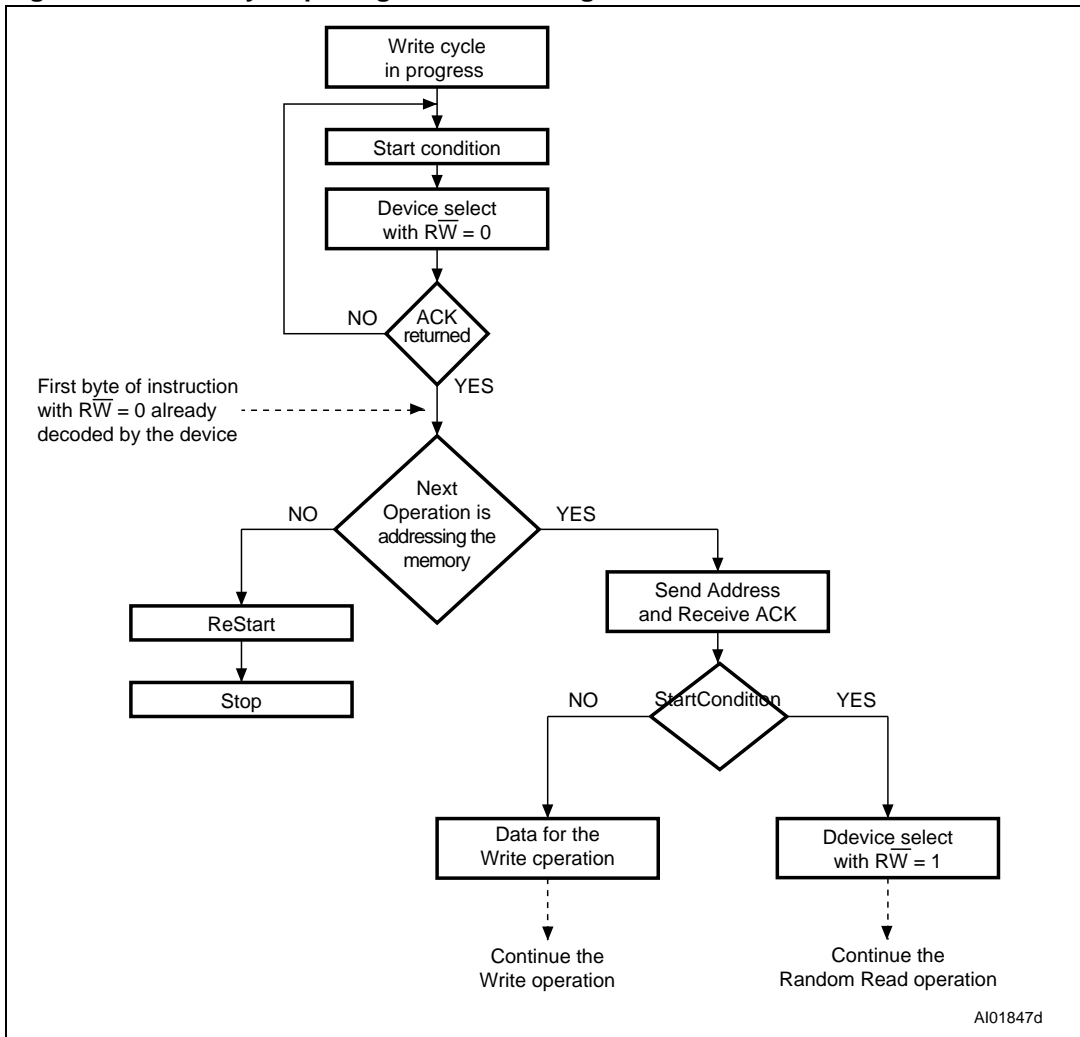 Write cycle
in progress
Start condition
Device select
with RW̅ = 0
ACK
returned
NO
YES
First byte of instruction
with RW̅ = 0 already
decoded by the device
Next
Operation is
addressing the
memory
NO
YES
Send Address
and Receive ACK
ReStart
Stop
StartCondition
NO
YES
Data for the
Write cperation
Ddevice select
with RW̅ = 1
Continue the
Write operation
Continue the
Random Read operation
AI01847d